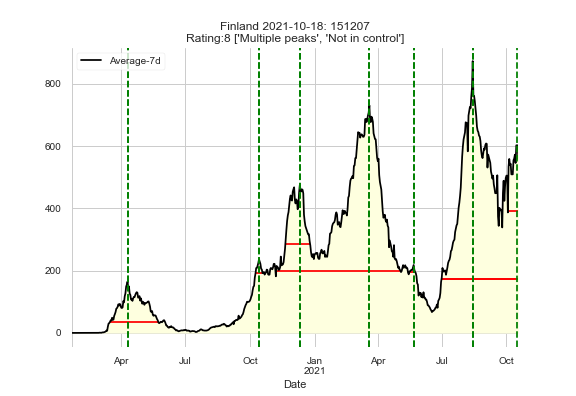 Finland 2021-10-18: 151207
Rating:8 ['Multiple peaks', 'Not in control']
Average-7d
800
600
400
200
0
Apr Jul Oct Jan Apr Jul Oct
2021
Date